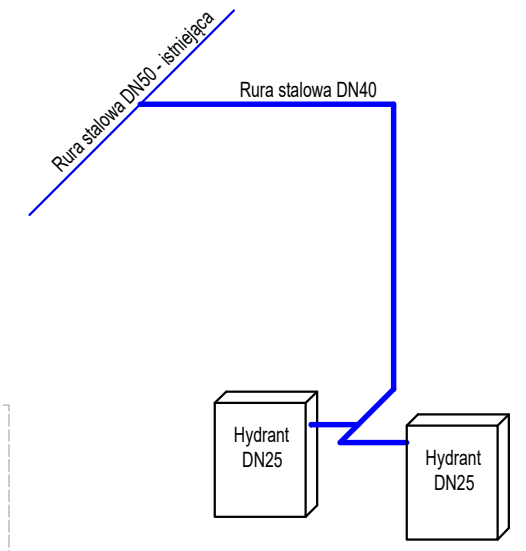 Rura stalowa DN50 - istniejąca
Rura stalowa DN40
Hydrant
DN25
Hydrant
DN25